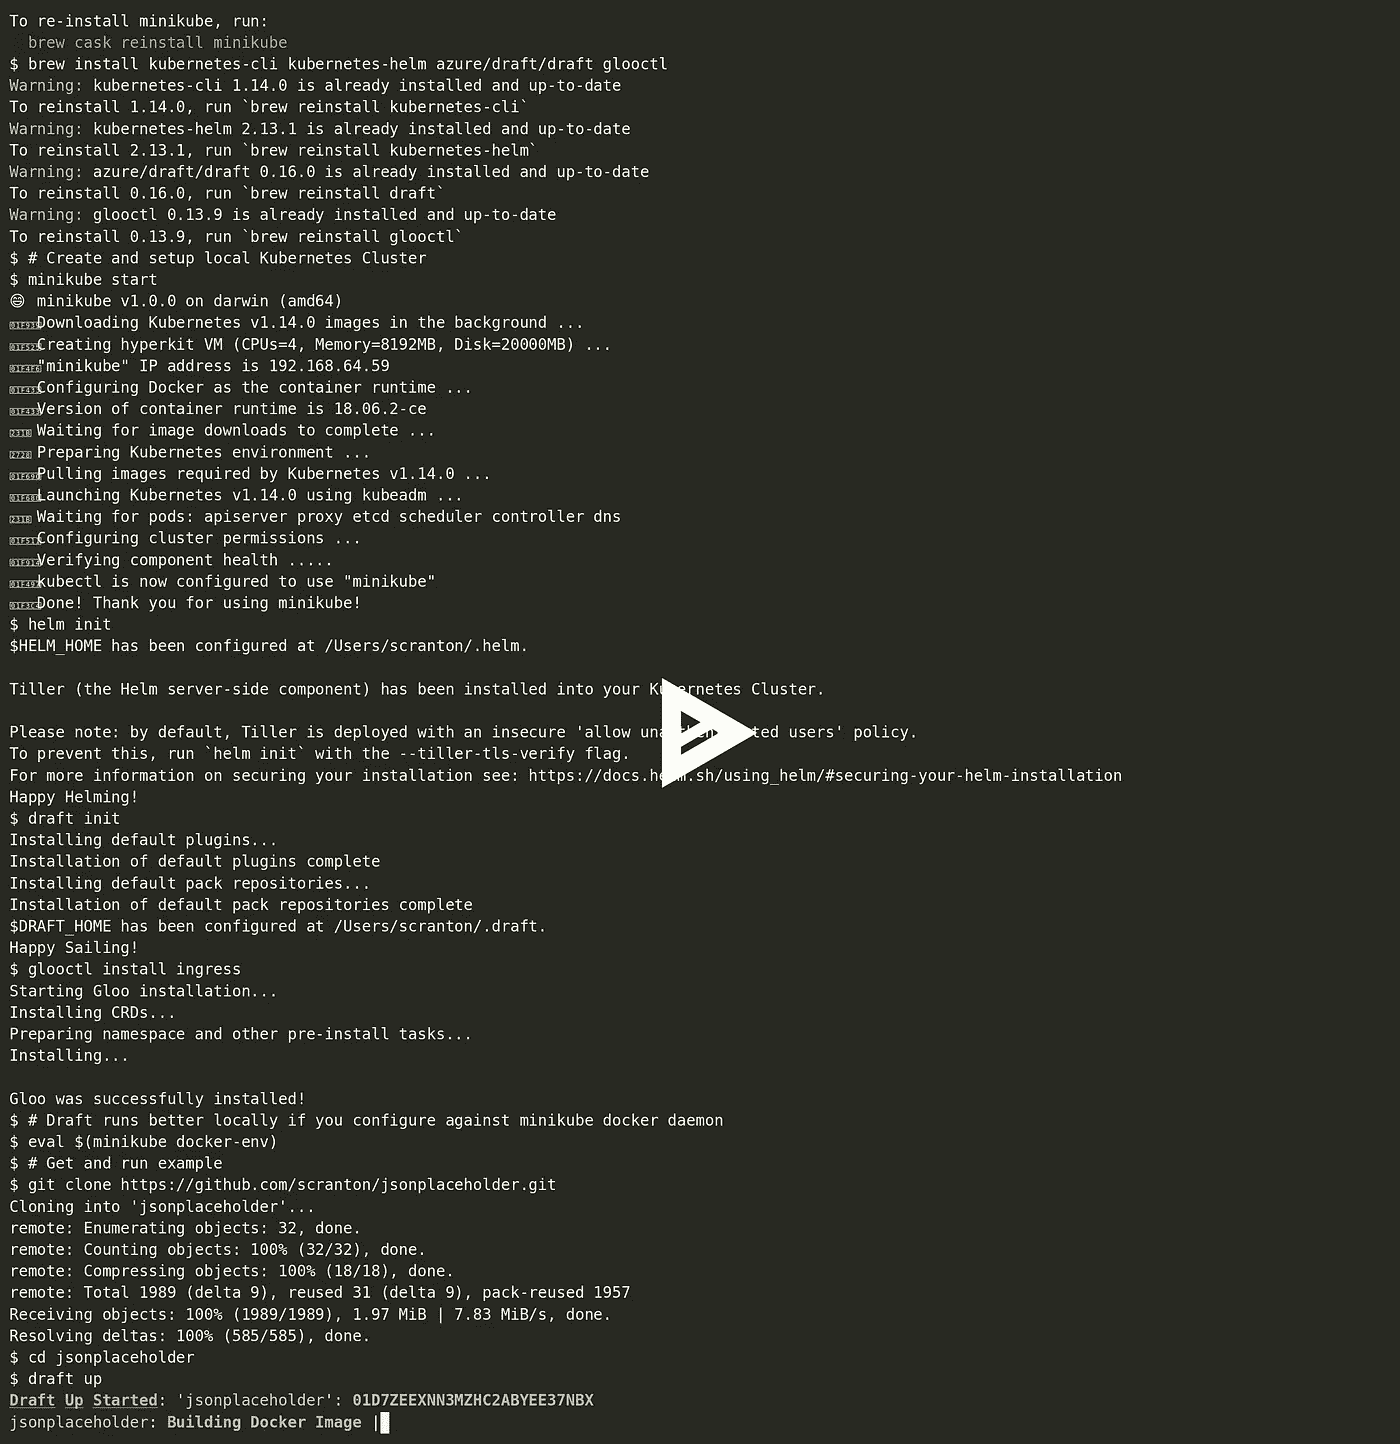 To re-install minikube, run:
  brew cask reinstall minikube
$ brew install kubernetes-cli kubernetes-helm azure/draft/draft glooctl
Warning: kubernetes-cli 1.14.0 is already installed and up-to-date
To reinstall 1.14.0, run `brew reinstall kubernetes-cli`
Warning: kubernetes-helm 2.13.1 is already installed and up-to-date
To reinstall 2.13.1, run `brew reinstall kubernetes-helm`
Warning: azure/draft/draft 0.16.0 is already installed and up-to-date
To reinstall 0.16.0, run `brew reinstall draft`
Warning: glooctl 0.13.9 is already installed and up-to-date
To reinstall 0.13.9, run `brew reinstall glooctl`
$ # Create and setup local Kubernetes Cluster
$ minikube start
😄 minikube v1.0.0 on darwin (amd64)
Downloading Kubernetes v1.14.0 images in the background ...
Creating hyperkit VM (CPUs=4, Memory=8192MB, Disk=20000MB) ...
"minikube" IP address is 192.168.64.59
Configuring Docker as the container runtime ...
Version of container runtime is 18.06.2-ce
Waiting for image downloads to complete ...
Preparing Kubernetes environment ...
Pulling images required by Kubernetes v1.14.0 ...
Launching Kubernetes v1.14.0 using kubeadm ...
Waiting for pods: apiserver proxy etcd scheduler controller dns
Configuring cluster permissions ...
Verifying component health .....
kubectl is now configured to use "minikube"
Done! Thank you for using minikube!
$ helm init
$HELM_HOME has been configured at /Users/scranton/.helm.
Tiller (the Helm server-side component) has been installed into your Kubernetes Cluster.
Please note: by default, Tiller is deployed with an insecure 'allow unauthenticated users' policy.
To prevent this, run `helm init` with the --tiller-tls-verify flag.
For more information on securing your installation see: https://docs.helm.sh/using_helm/#securing-your-helm-installation
Happy Helming!
$ draft init
Installing default plugins...
Installation of default plugins complete
Installing default pack repositories...
Installation of default pack repositories complete
$DRAFT_HOME has been configured at /Users/scranton/.draft.
Happy Sailing!
$ glooctl install ingress
Starting Gloo installation...
Installing CRDs...
Preparing namespace and other pre-install tasks...
Installing...
Gloo was successfully installed!
$ # Draft runs better locally if you configure against minikube docker daemon
$ eval $(minikube docker-env)
$ # Get and run example
$ git clone https://github.com/scranton/jsonplaceholder.git
Cloning into 'jsonplaceholder'...
remote: Enumerating objects: 32, done.
remote: Counting objects: 100% (32/32), done.
remote: Compressing objects: 100% (18/18), done.
remote: Total 1989 (delta 9), reused 31 (delta 9), pack-reused 1957
Receiving objects: 100% (1989/1989), 1.97 MiB | 7.83 MiB/s, done.
Resolving deltas: 100% (585/585), done.
$ cd jsonplaceholder
$ draft up
Draft Up Started: 'jsonplaceholder': 01D7ZEEXNN3MZHC2ABYEE37NBX
jsonplaceholder: Building Docker Image |